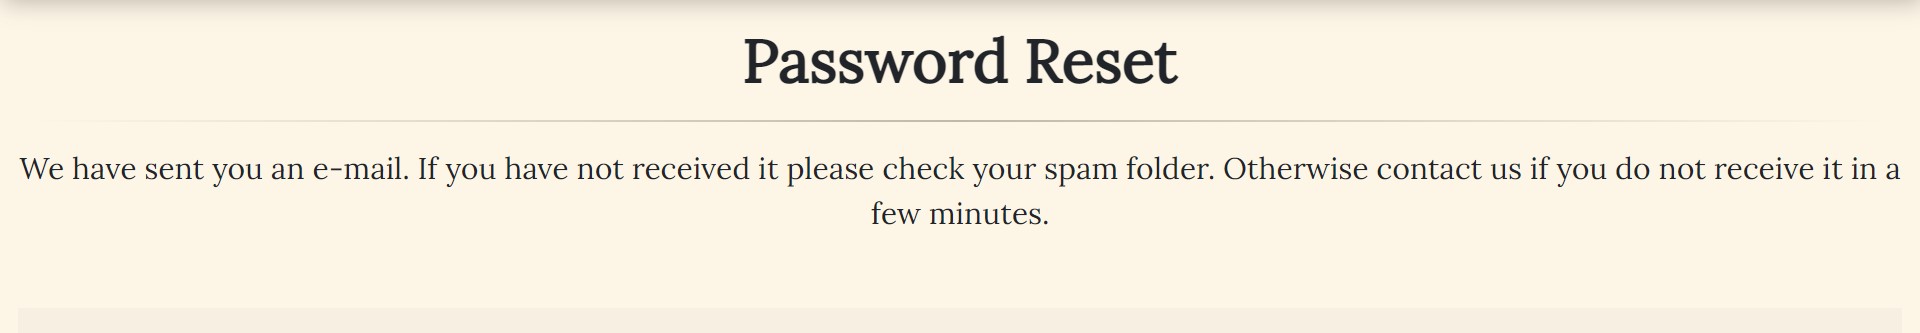 Password Reset
We have sent you an e-mail. If you have not received it please check your spam folder. Otherwise contact us if you do not receive it in a
few minutes.